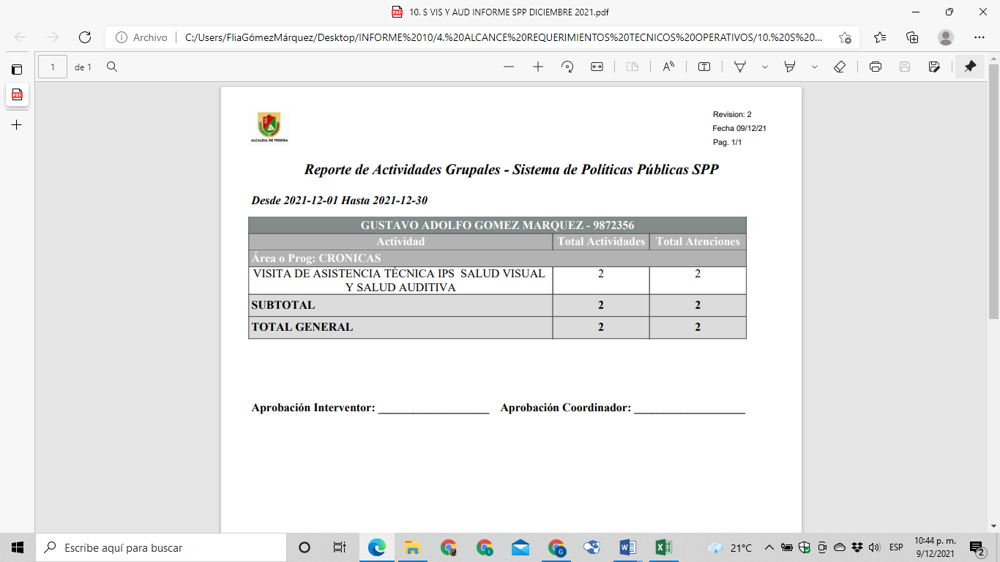 10. S VIS Y AUD INFORME SPP DICIEMBRE 2021.pdf
Archivo
C:/Users/FliaGómezMárquez/Desktop/INFORME%2010/4.%20ALCANCE%20REQUERIMIENTOS%20TECNICOS%20OPERATIVOS/10.%20S%20...
1 de 1
ALCALDIA DE PEREIRA
Revision: 2
Fecha 09/12/21
Pag. 1/1
Reporte de Actividades Grupales - Sistema de Políticas Públicas SPP
Desde 2021-12-01 Hasta 2021-12-30
GUSTAVO ADOLFO GOMEZ MARQUEZ - 9872356
Actividad Total Actividades Total Atenciones
Área o Prog: CRONICAS
VISITA DE ASISTENCIA TÉCNICA IPS SALUD VISUAL 2 2
Y SALUD AUDITIVA
SUBTOTAL 2 2
TOTAL GENERAL 2 2
Aprobación Interventor: ___________________ Aprobación Coordinador: ___________________
Escribe aquí para buscar
21°C
ESP
10:44 p. m.
9/12/2021
2